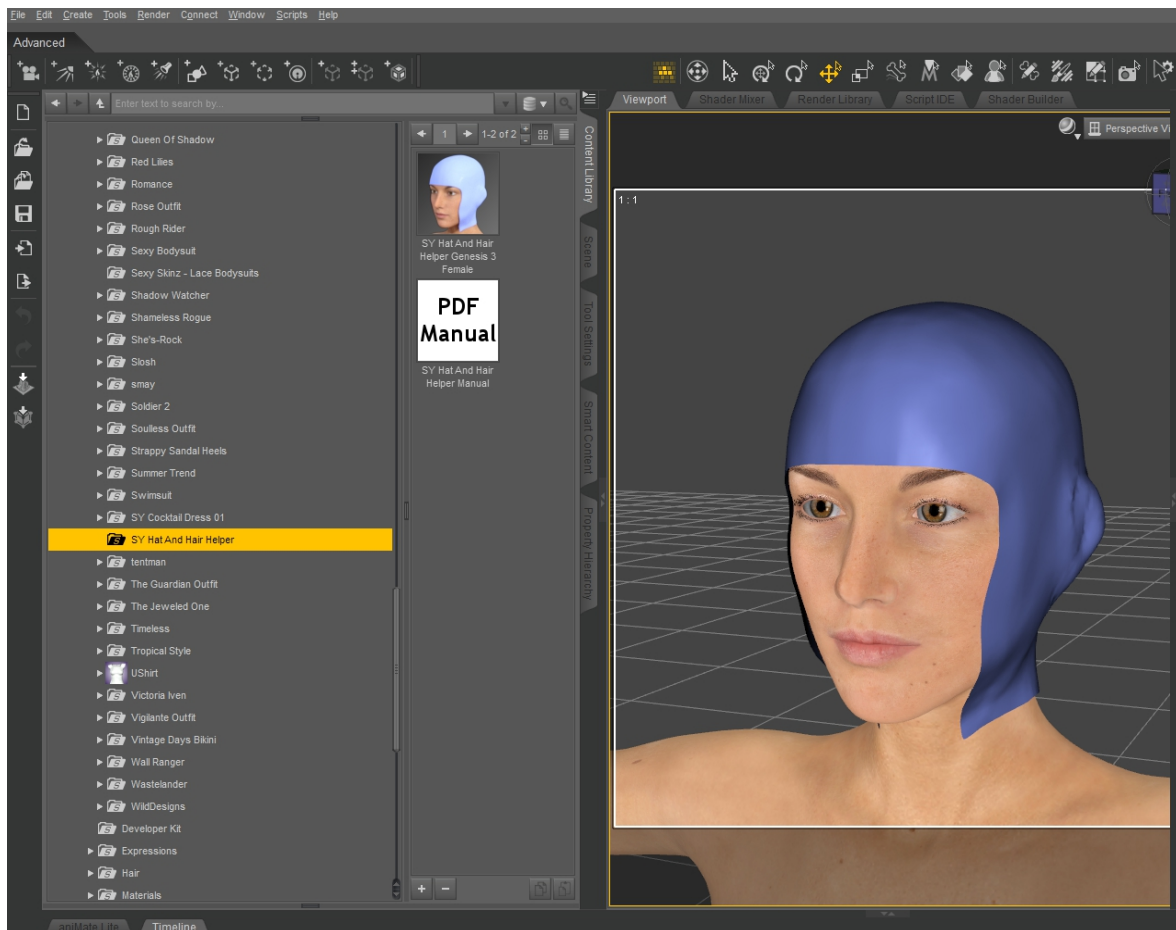 File Edit Create Tools Render Connect Window Scripts Help
Advanced
Enter text to search by...
Queen Of Shadow
Red Lilies
Romance
Rose Outfit
Rough Rider
Sexy Bodysuit
Sexy Skinz - Lace Bodysuits
Shadow Watcher
Shameless Rogue
She's-Rock
Slosh
smay
Soldier 2
Soulless Outfit
Strappy Sandal Heels
Summer Trend
Swimsuit
SY Cocktail Dress 01
SY Hat And Hair Helper
tentman
The Guardian Outfit
The Jeweled One
Timeless
Tropical Style
UShirt
Victoria Iven
Vigilante Outfit
Vintage Days Bikini
Wall Ranger
Wastelander
WildDesigns
Developer Kit
Expressions
Hair
Materials
1 1-2 of 2
SY Hat And Hair
Helper Genesis 3
Female
PDF
Manual
SY Hat And Hair
Helper Manual
Content Library
Scene
Tool Settings
Smart Content
Property Hierarchy
Viewport Shader Mixer Render Library Script IDE Shader Builder
Perspective Vi
1 : 1
aniMate Lite Timeline